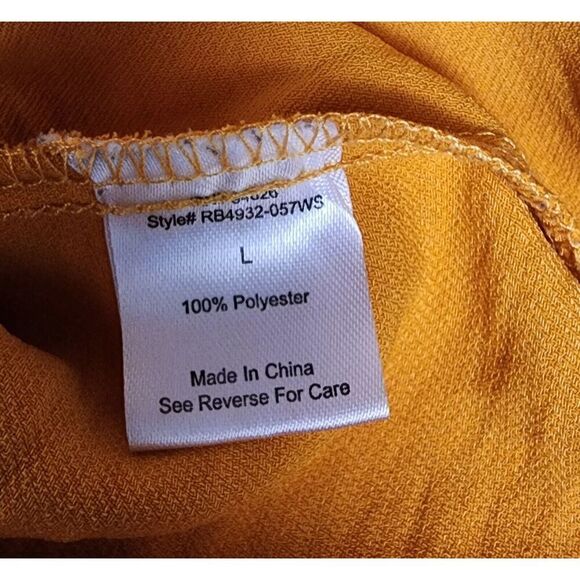 Style# RB4932-057WS
L
100% Polyester
Made In China
See Reverse For Care